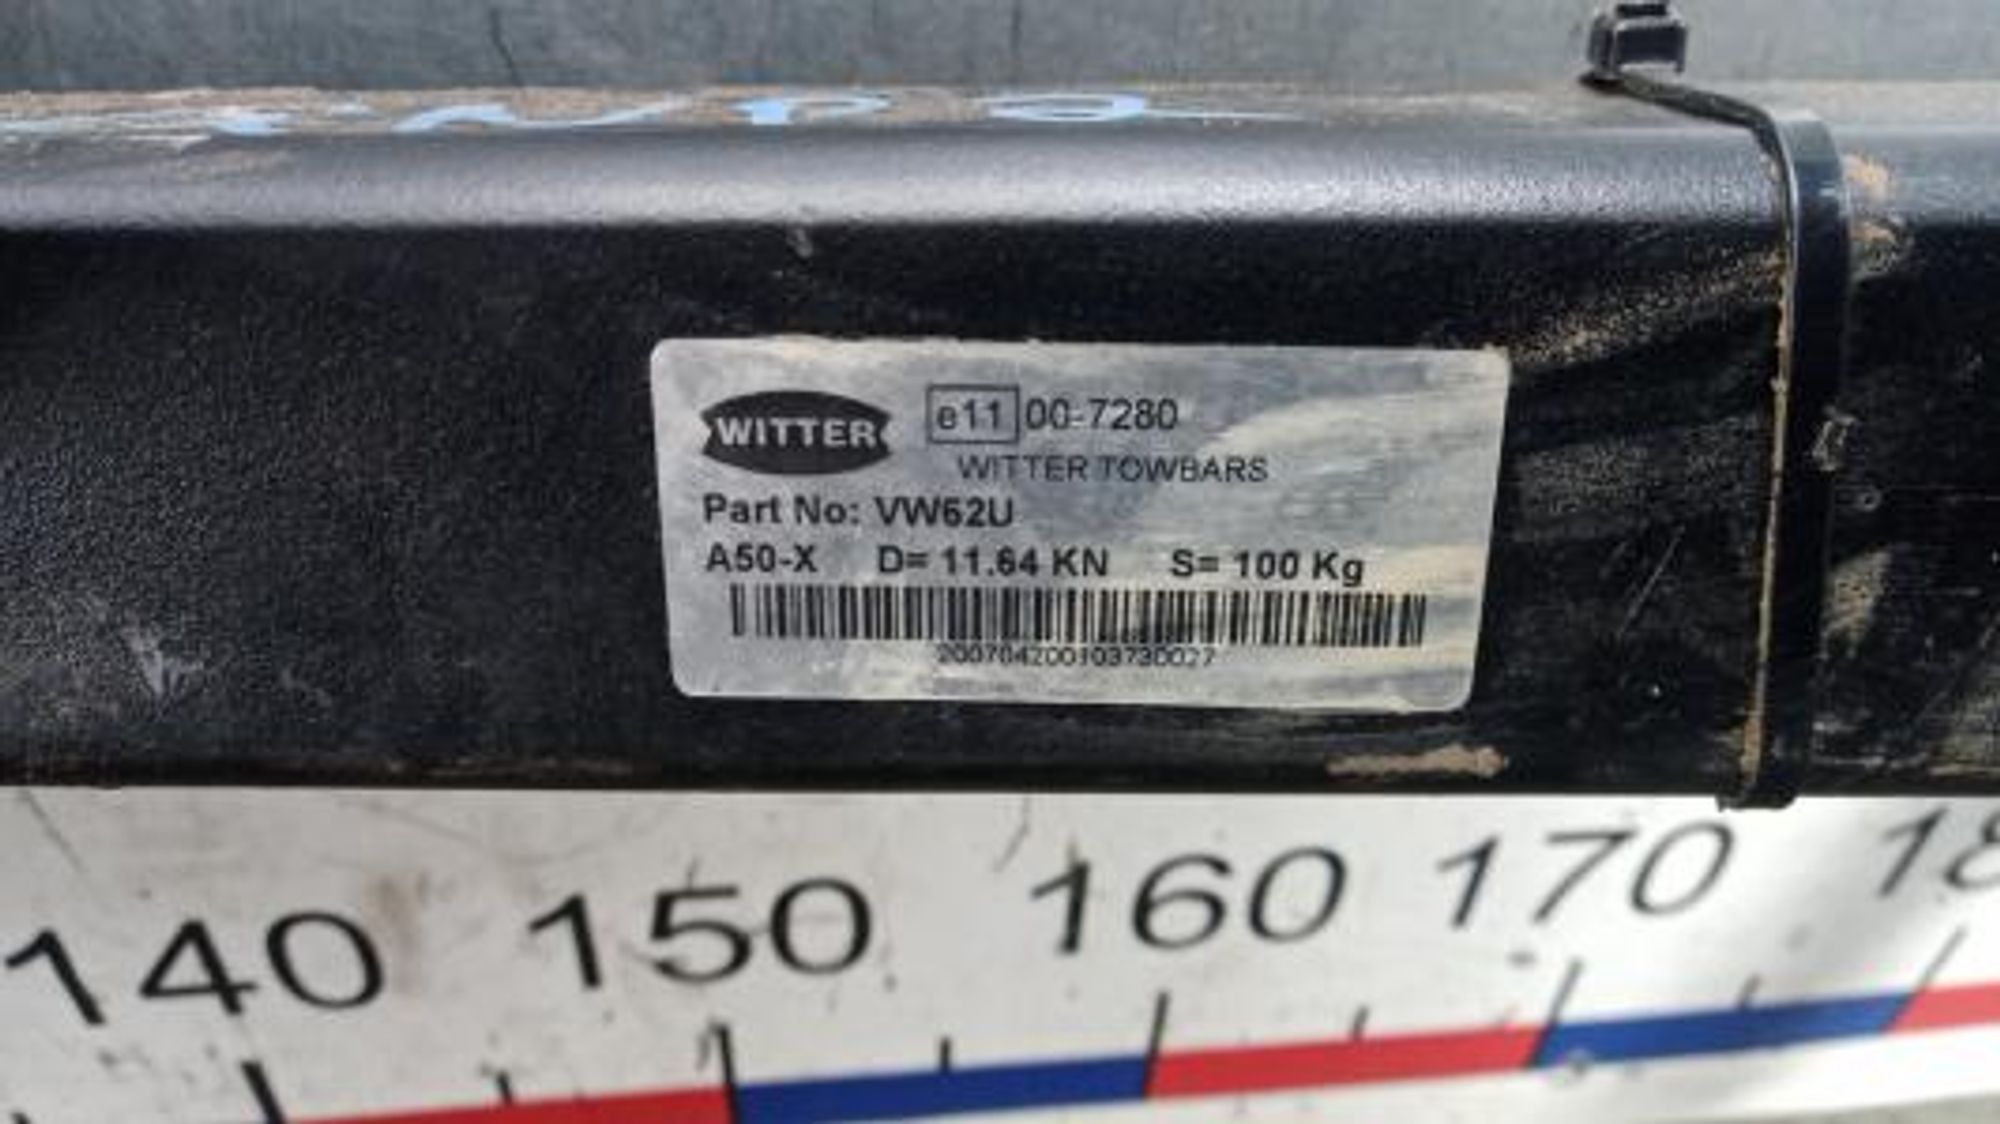 WITTER
e11 00-7280
WITTER TOWBARS
Part No: VW62U
A50-X D= 11.64 KN S= 100 Kg
200704200103730027
140 150 160 170